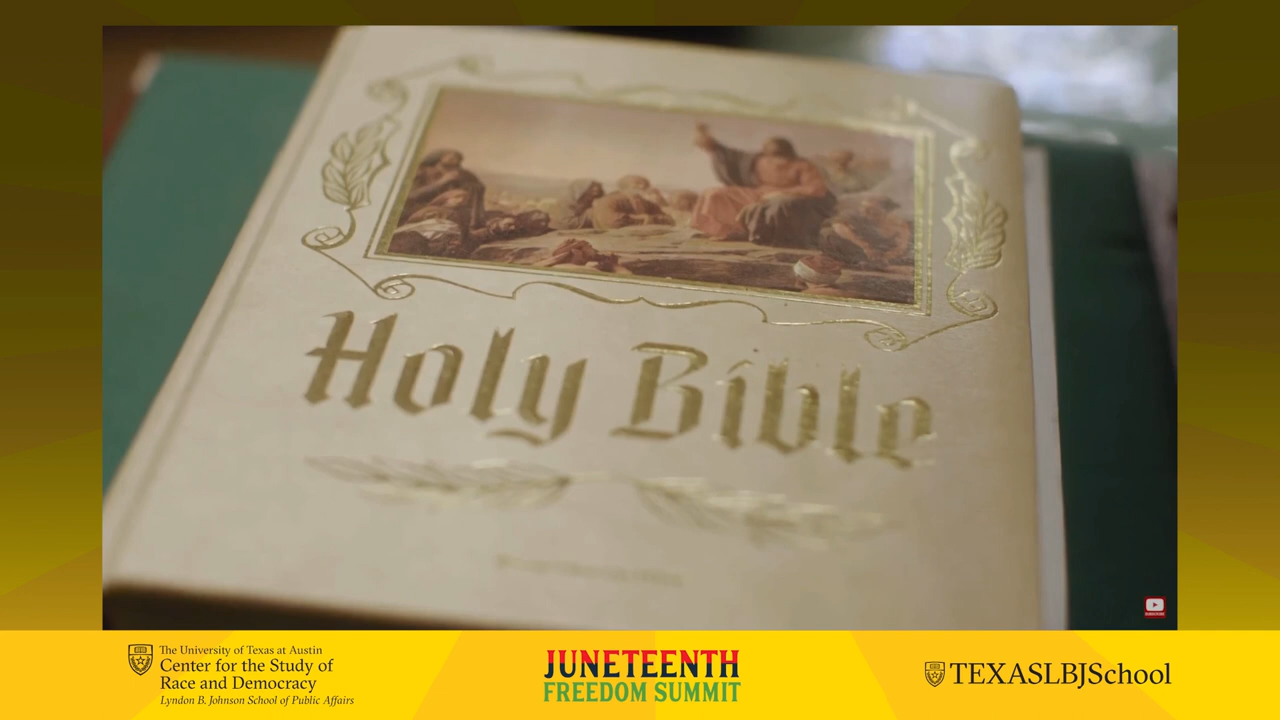 Holy Bible
The University of Texas at Austin
Center for the Study of
Race and Democracy
Lyndon B. Johnson School of Public Affairs
JUNETEENTH
FREEDOM SUMMIT
TEXASLBJSchool